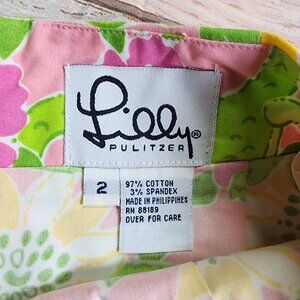 Lilly®
PULITZER
2
97% COTTON
3% SPANDEX
MADE IN PHILIPPINES
RN 88189
OVER FOR CARE